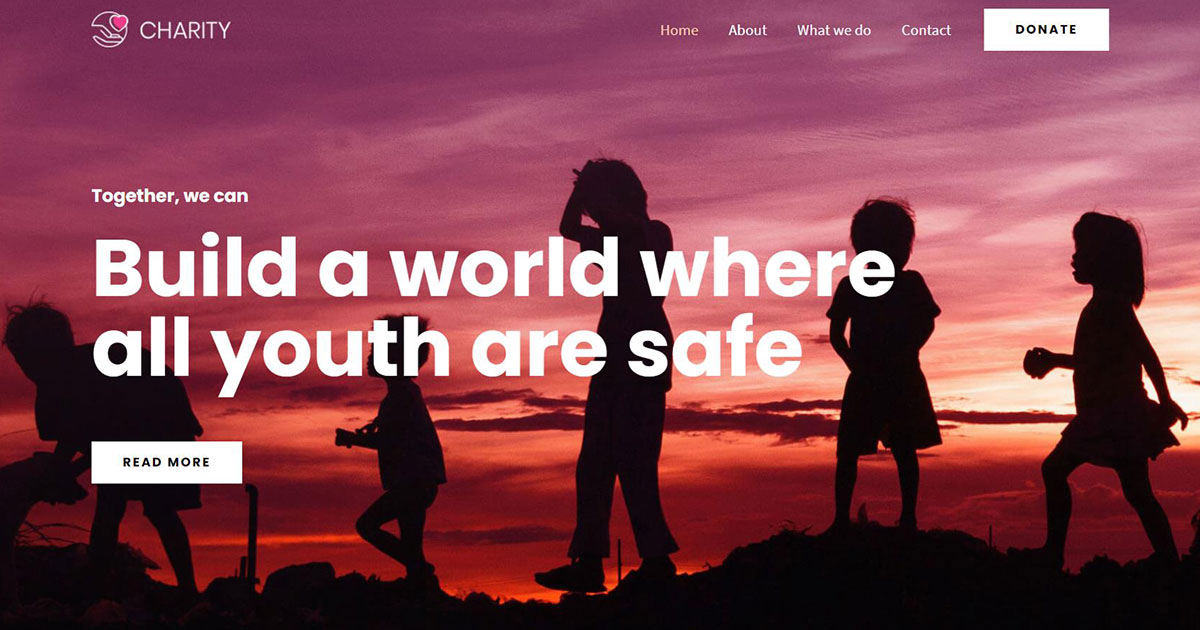 CHARITY
Home
About
What we do
Contact
DONATE
Together, we can
Build a world where
all youth are safe
READ MORE